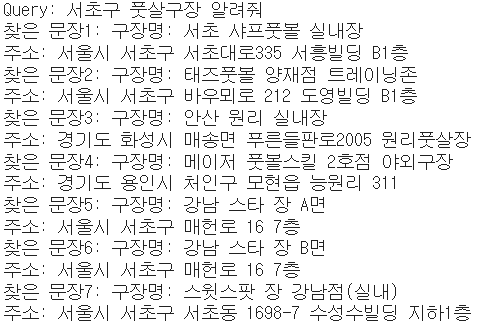 Query: 서초구 풋살구장 알려줘
찾은 문장1: 구장명: 서초 샤프풋볼 실내장
주소: 서울시 서초구 서초대로335 서흥빌딩 B1층
찾은 문장2: 구장명: 태즈풋볼 양재점 트레이닝존
주소: 서울시 서초구 바우뫼로 212 도영빌딩 B1층
찾은 문장3: 구장명: 안산 원리 실내장
주소: 경기도 화성시 매송면 푸른들판로2005 원리풋살장
찾은 문장4: 구장명: 메이저 풋볼스킬 2호점 야외구장
주소: 경기도 용인시 처인구 모현읍 능원리 311
찾은 문장5: 구장명: 강남 스타 장 A면
주소: 서울시 서초구 매헌로 16 7층
찾은 문장6: 구장명: 강남 스타 장 B면
주소: 서울시 서초구 매헌로 16 7층
찾은 문장7: 구장명: 스윗스팟 장 강남점(실내)
주소: 서울시 서초구 서초동 1698-7 수성수빌딩 지하1층